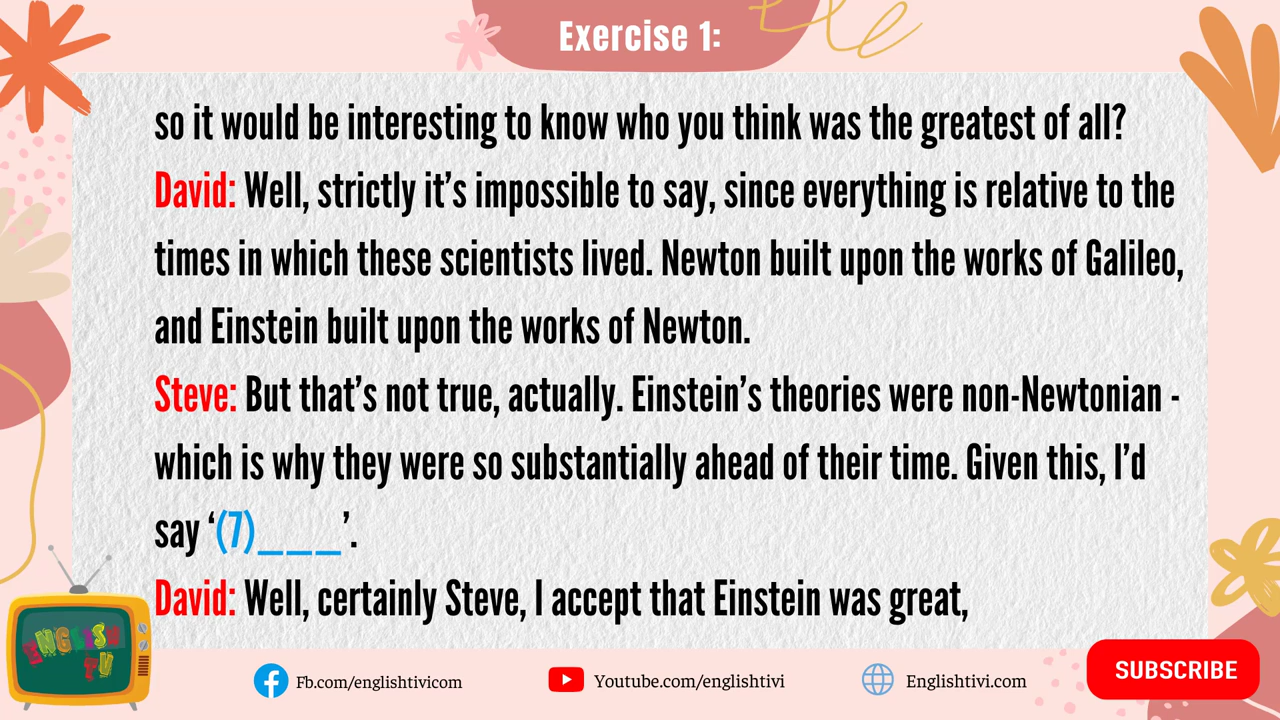 Exercise 1:
so it would be interesting to know who you think was the greatest of all?
David: Well, strictly it's impossible to say, since everything is relative to the
times in which these scientists lived. Newton built upon the works of Galileo,
and Einstein built upon the works of Newton.
Steve: But that's not true, actually. Einstein's theories were non-Newtonian -
which is why they were so substantially ahead of their time. Given this, I'd
say ‘(7)____’.
David: Well, certainly Steve, I accept that Einstein was great,
ENGLISH
TV
Fb.com/englishtivicom
Youtube.com/englishtivi
Englishtivi.com
SUBSCRIBE